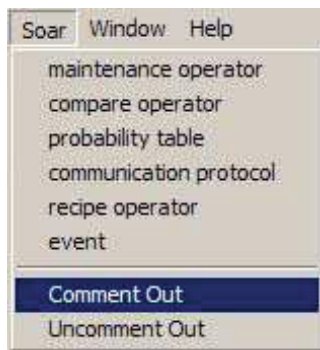 Soar Window Help
maintenance operator
compare operator
probability table
communication protocol
recipe operator
event
Comment Out
Uncomment Out